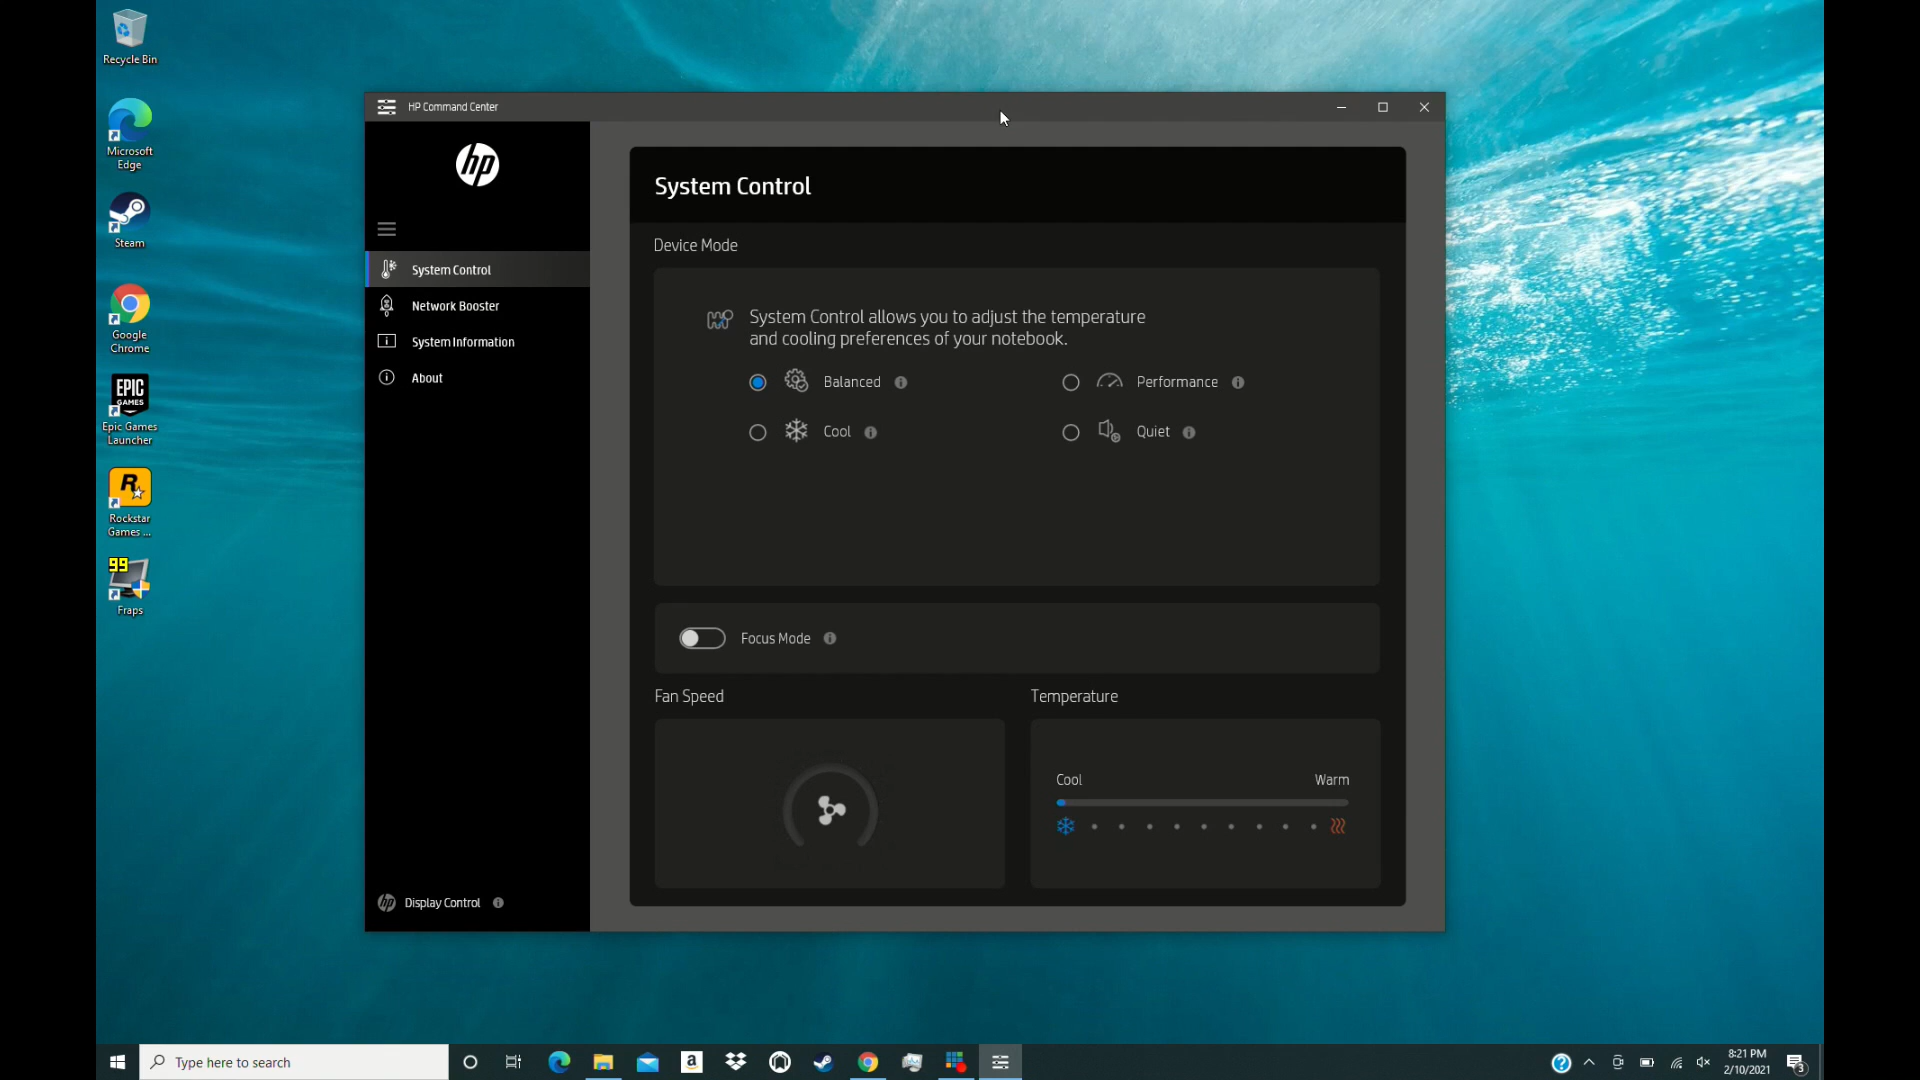 Recycle Bin
Microsoft
Edge
Steam
Google
Chrome
EPIC
GAMES
Epic Games
Launcher
R
Rockstar
Games ...
99
Fraps
HP Command Center
hp
System Control
Network Booster
System Information
About
hp
Display Control
System Control
Device Mode
System Control allows you to adjust the temperature
and cooling preferences of your notebook.
Balanced
Performance
Cool
Quiet
Focus Mode
Fan Speed
Temperature
Cool
Warm
Type here to search
a
8:21 PM
2/10/2021
3